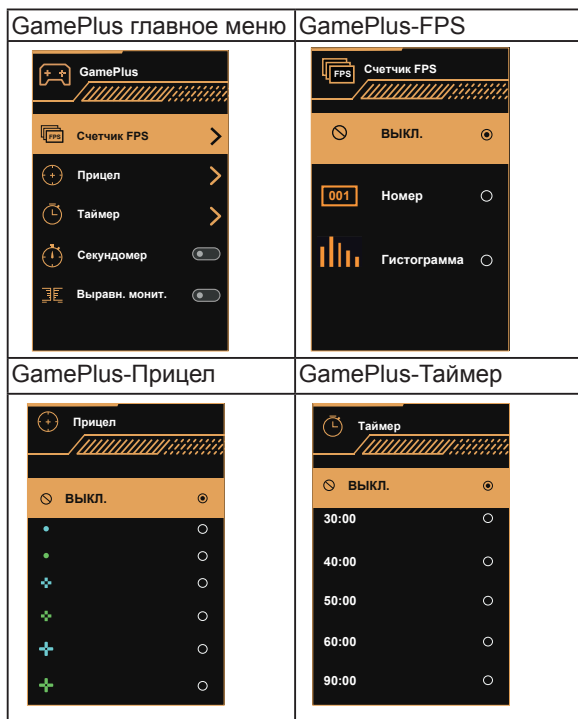 GamePlus главное меню
GamePlus
FPS
Счетчик FPS
Прицел
Таймер
Секундомер
Выравн. монит.
GamePlus-FPS
FPS
Счетчик FPS
ВЫКЛ.
001
Номер
Гистограмма
GamePlus-Прицел
Прицел
ВЫКЛ.
GamePlus-Таймер
Таймер
ВЫКЛ.
30:00
40:00
50:00
60:00
90:00